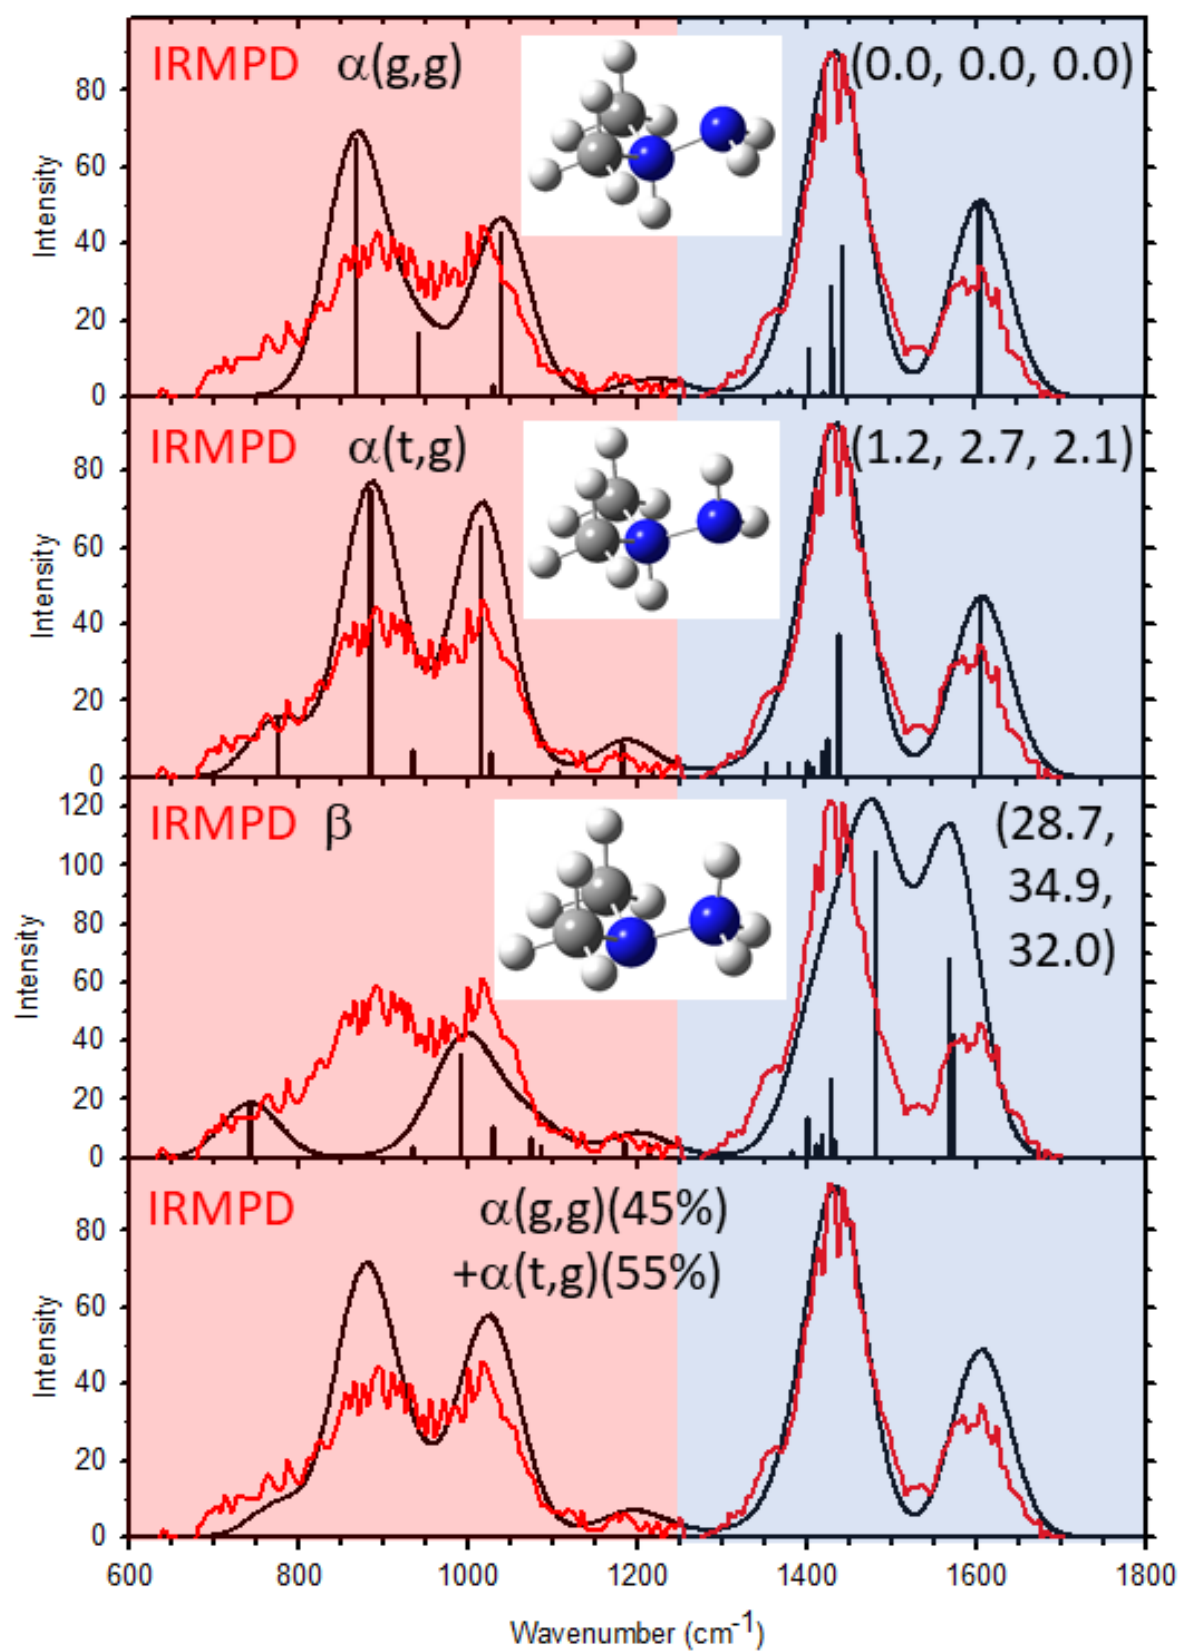 IRMPD α(g,g) (0.0, 0.0, 0.0)
Intensity
80
60
40
20
0
IRMPD α(t,g) (1.2, 2.7, 2.1)
Intensity
80
60
40
20
0
IRMPD β (28.7,
34.9,
32.0)
Intensity
120
100
80
60
40
20
0
IRMPD α(g,g)(45%)
+α(t,g)(55%)
Intensity
80
60
40
20
0
600 800 1000 1200 1400 1600 1800
Wavenumber (cm⁻¹)